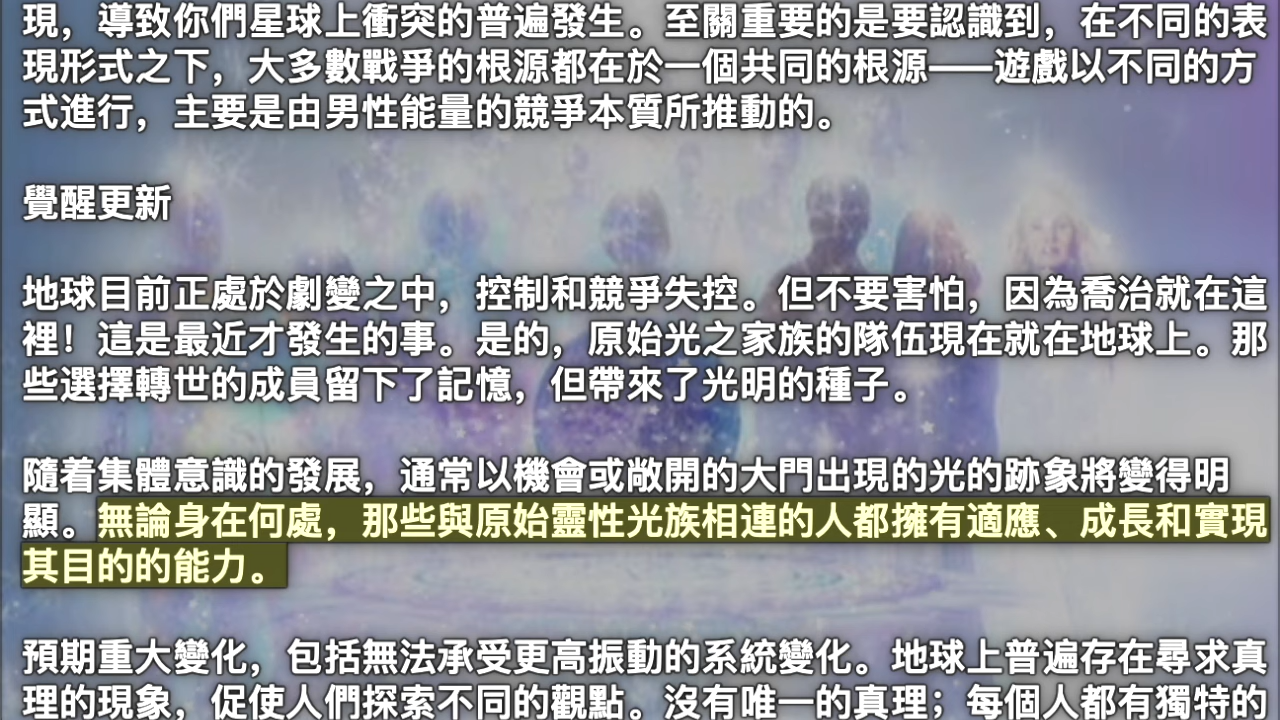 現，導致你們星球上衝突的普遍發生。至關重要的是要認識到，在不同的表
現形式之下，大多數戰爭的根源都在於一個共同的根源——遊戲以不同的方
式進行，主要是由男性能量的競爭本質所推動的。
覺醒更新
地球目前正處於劇變之中，控制和競爭失控。但不要害怕，因為喬治就在這
裡！這是最近才發生的事。是的，原始光之家族的隊伍現在就在地球上。那
些選擇轉世的成員留下了記憶，但帶來了光明的種子。
隨着集體意識的發展，通常以機會或敞開的大門出現的光的跡象將變得明
顯。無論身在何處，那些與原始靈性光族相連的人都擁有適應、成長和實現
其目的的能力。
預期重大變化，包括無法承受更高振動的系統變化。地球上普遍存在尋求真
理的現象，促使人們探索不同的觀點。沒有唯一的真理；每個人都有獨特的